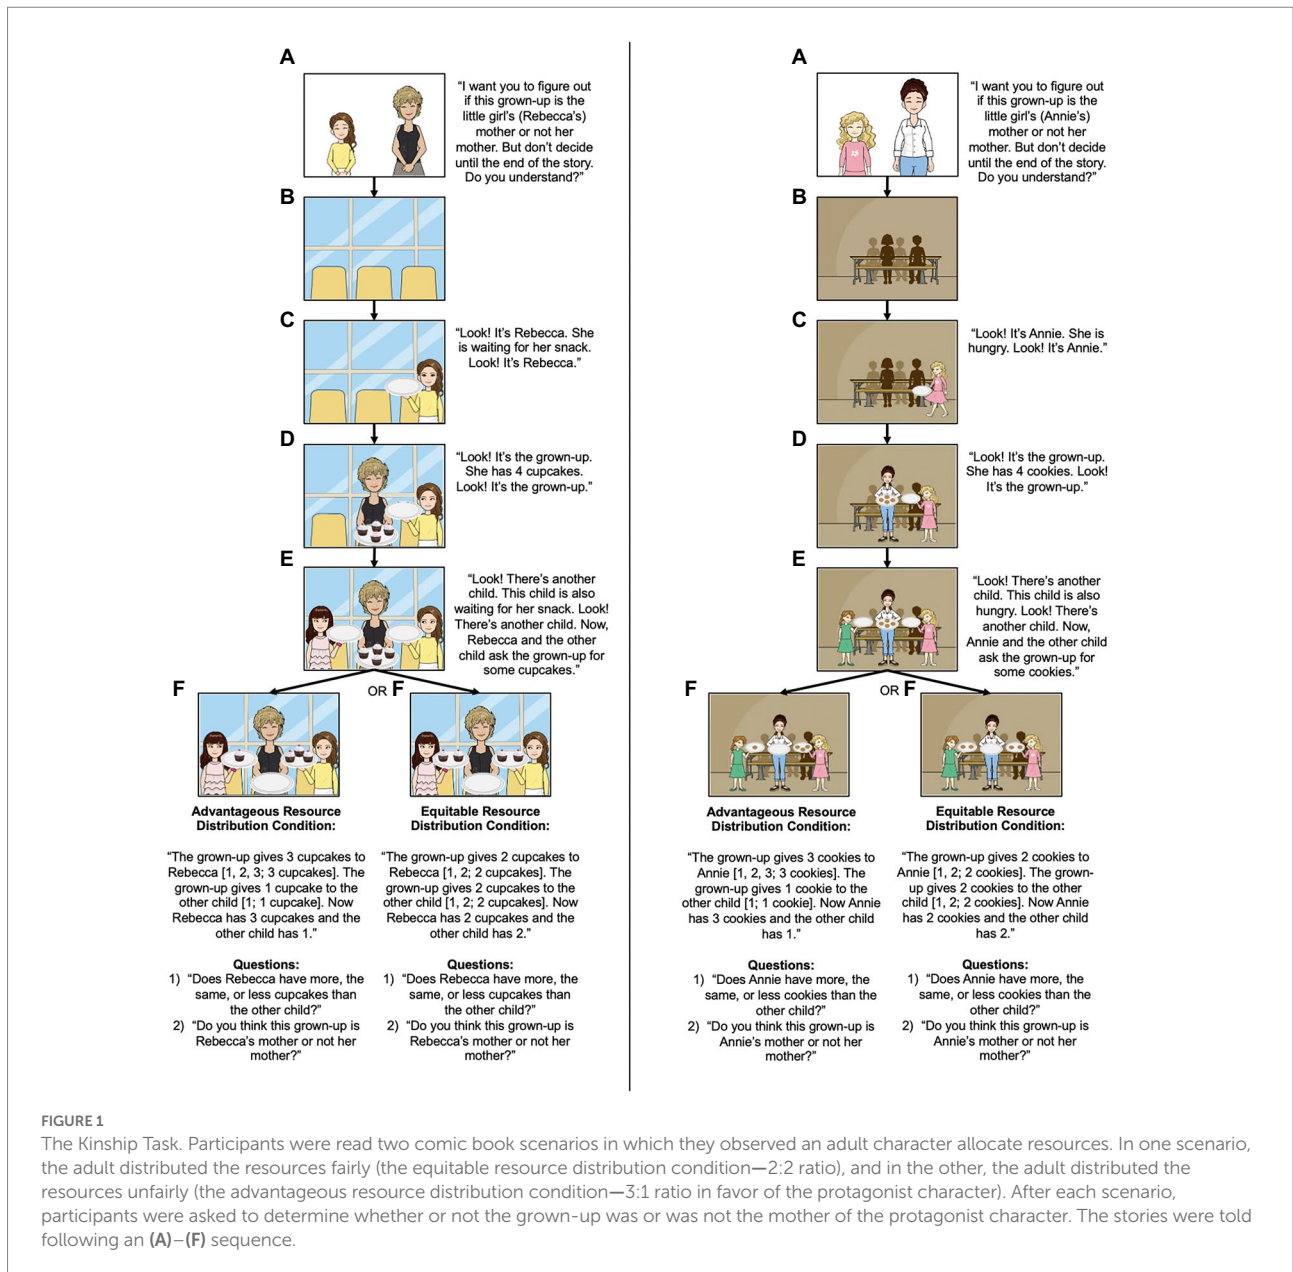 A
“I want you to figure out
if this grown-up is the
little girl’s (Rebecca’s)
mother or not her
mother. But don’t decide
until the end of the story.
Do you understand?”
B
C
“Look! It’s Rebecca. She
is waiting for her snack.
Look! It’s Rebecca.”
D
“Look! It’s the grown-up.
She has 4 cupcakes.
Look! It’s the grown-up.”
E
“Look! There’s another
child. This child is also
waiting for her snack. Look!
There’s another child. Now,
Rebecca and the other
child ask the grown-up for
some cupcakes.”
F
OR
F
Advantageous Resource
Distribution Condition:
“The grown-up gives 3 cupcakes to
Rebecca [1, 2, 3; 3 cupcakes]. The
grown-up gives 1 cupcake to the
other child [1; 1 cupcake]. Now
Rebecca has 3 cupcakes and the
other child has 1.”
Questions:
1) “Does Rebecca have more, the
same, or less cupcakes than
the other child?”
2) “Do you think this grown-up is
Rebecca’s mother or not her
mother?”
Equitable Resource
Distribution Condition:
“The grown-up gives 2 cupcakes to
Rebecca [1, 2; 2 cupcakes]. The
grown-up gives 2 cupcakes to the
other child [1, 2; 2 cupcakes]. Now
Rebecca has 2 cupcakes and the
other child has 2.”
Questions:
1) “Does Rebecca have more, the
same, or less cupcakes than
the other child?”
2) “Do you think this grown-up is
Rebecca’s mother or not her
mother?”
A
“I want you to figure out
if this grown-up is the
little girl’s (Annie’s)
mother or not her
mother. But don’t decide
until the end of the story.
Do you understand?”
B
C
“Look! It’s Annie. She is
hungry. Look! It’s Annie.”
D
“Look! It’s the grown-up.
She has 4 cookies. Look!
It’s the grown-up.”
E
“Look! There’s another
child. This child is also
hungry. Look! There’s
another child. Now,
Annie and the other child
ask the grown-up for
some cookies.”
F
OR
F
Advantageous Resource
Distribution Condition:
“The grown-up gives 3 cookies to
Annie [1, 2, 3; 3 cookies]. The
grown-up gives 1 cookie to the
other child [1; 1 cookie]. Now Annie
has 3 cookies and the other child
has 1.”
Questions:
1) “Does Annie have more, the
same, or less cookies than the
other child?”
2) “Do you think this grown-up is
Annie’s mother or not her
mother?”
Equitable Resource
Distribution Condition:
“The grown-up gives 2 cookies to
Annie [1, 2; 2 cookies]. The grown-
up gives 2 cookies to the other
child [1, 2; 2 cookies]. Now Annie
has 2 cookies and the other child
has 2.”
Questions:
1) “Does Annie have more, the
same, or less cookies than the
other child?”
2) “Do you think this grown-up is
Annie’s mother or not her
mother?”
FIGURE 1
The Kinship Task. Participants were read two comic book scenarios in which they observed an adult character allocate resources. In one scenario,
the adult distributed the resources fairly (the equitable resource distribution condition—2:2 ratio), and in the other, the adult distributed the
resources unfairly (the advantageous resource distribution condition—3:1 ratio in favor of the protagonist character). After each scenario,
participants were asked to determine whether or not the grown-up was or was not the mother of the protagonist character. The stories were told
following an (A)–(F) sequence.